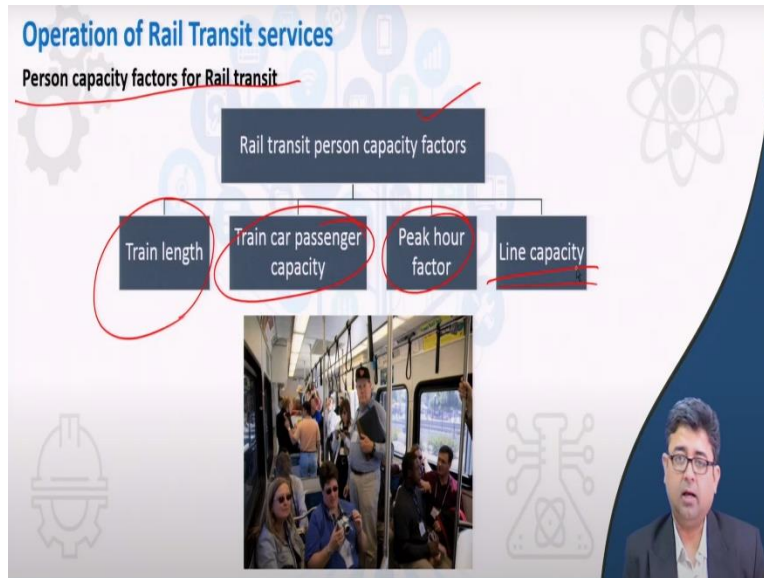 Operation of Rail Transit services
Person capacity factors for Rail transit
Rail transit person capacity factors
Train length
Train car passenger
capacity
Peak hour
factor
Line capacity